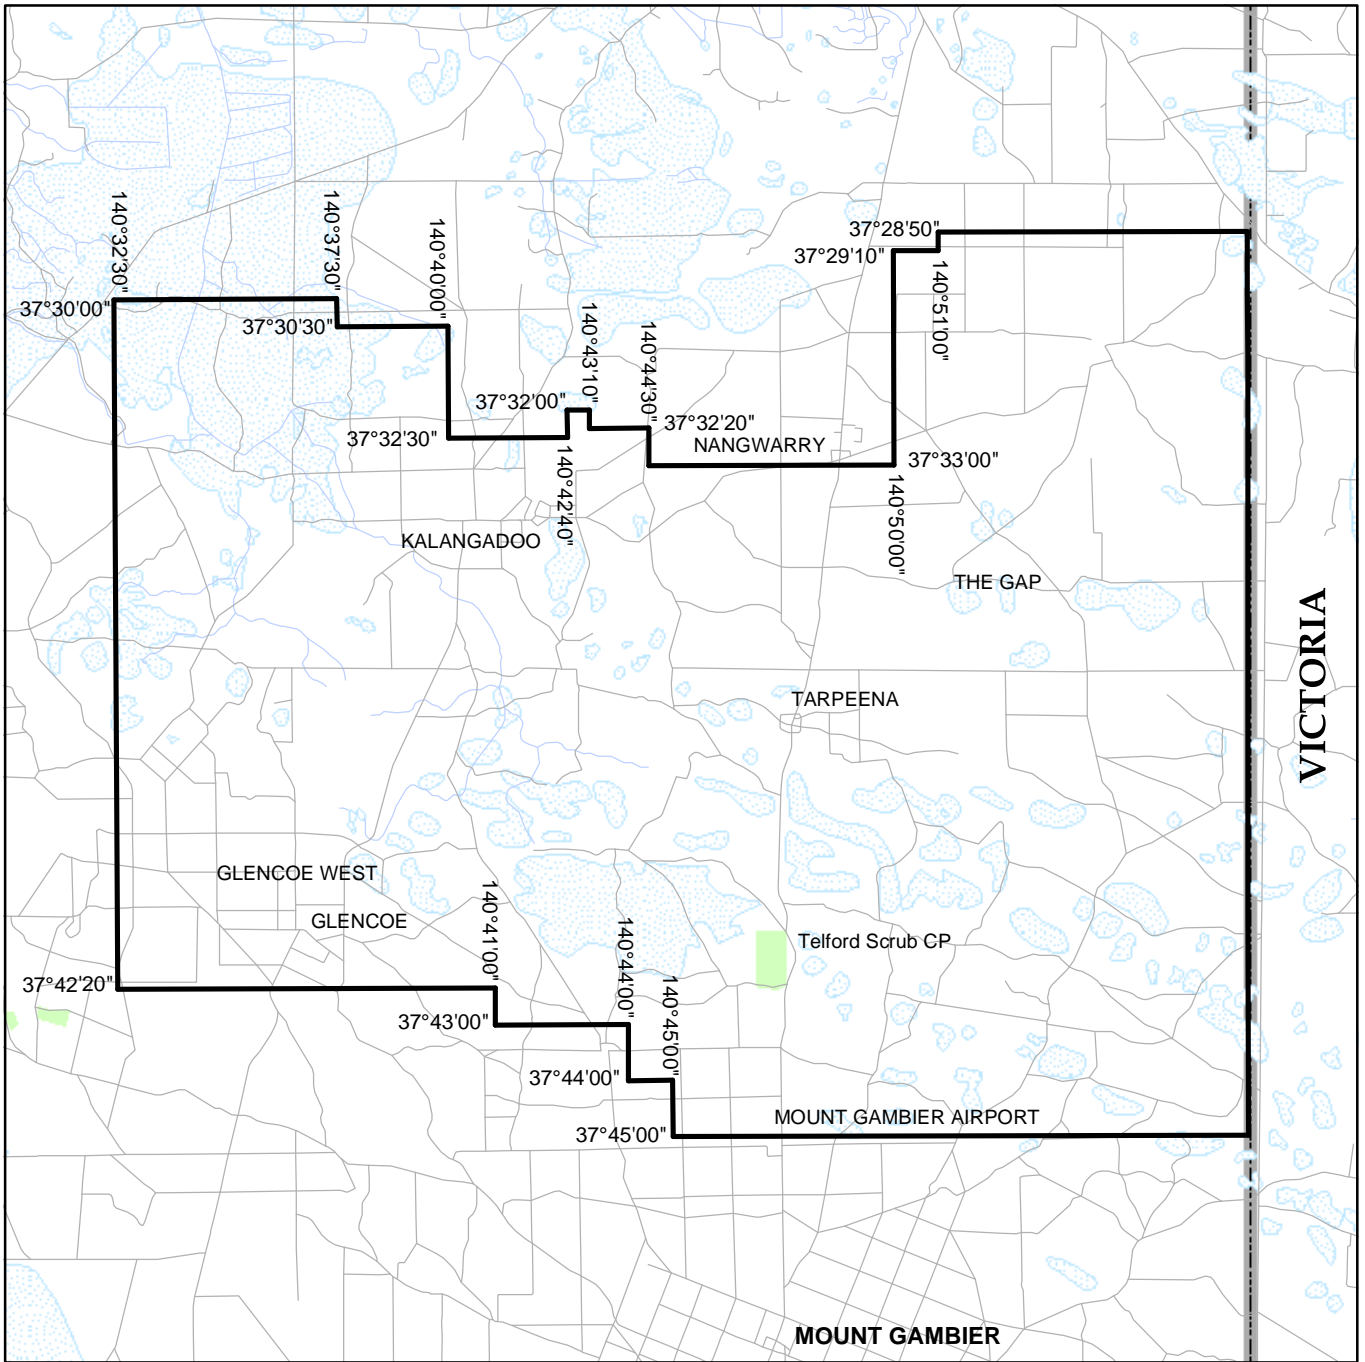 140°32'30"
140°37'30"
140°40'00"
37°28'50"
37°29'10"
37°30'00"
37°30'30"
140°51'00"
140°43'10"
140°44'30"
37°32'00"
37°32'20"
37°32'30"
NANGWARRY
37°33'00"
140°42'40"
140°50'00"
KALANGADOO
THE GAP
VICTORIA
TARPEENA
GLENCOE WEST
GLENCOE
140°41'00"
140°44'00"
Telford Scrub CP
37°42'20"
140°45'00"
37°43'00"
37°44'00"
MOUNT GAMBIER AIRPORT
37°45'00"
MOUNT GAMBIER